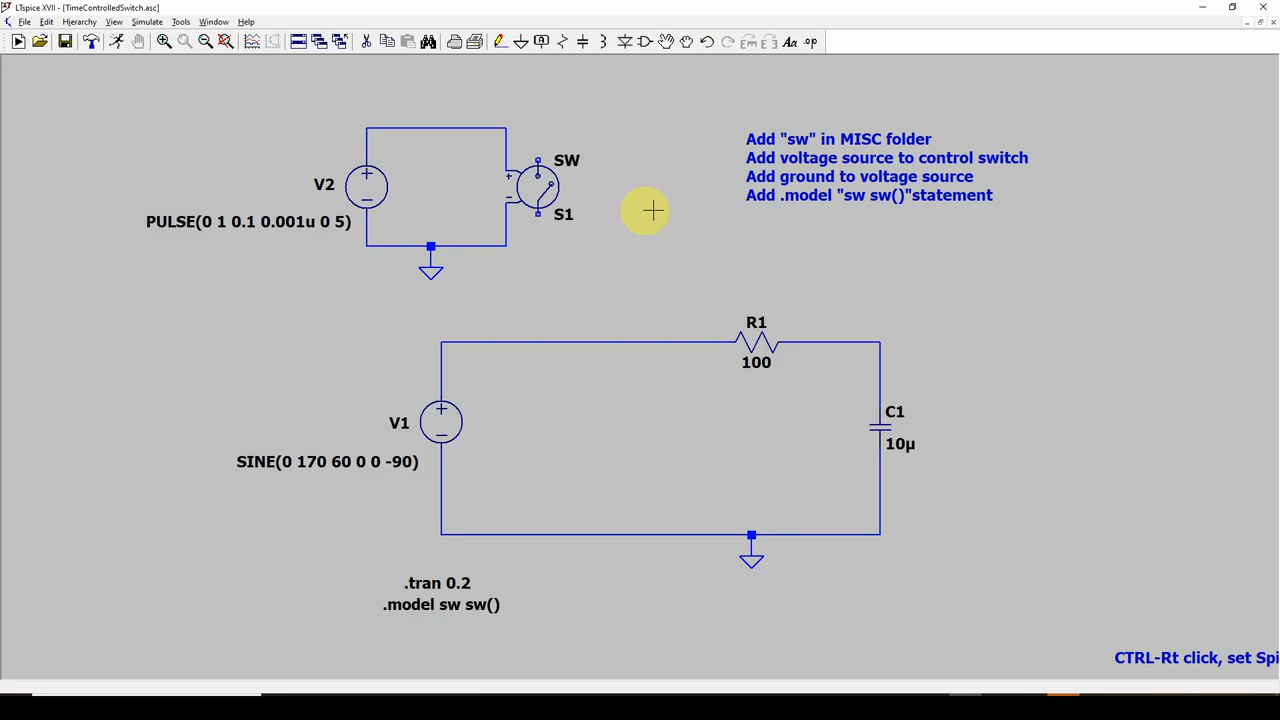 LTspice XVII - [TimeControlledSwitch.asc]
File Edit Hierarchy View Simulate Tools Window Help
SW
V2
S1
PULSE(0 1 0.1 0.001u 0 5)
Add "sw" in MISC folder
Add voltage source to control switch
Add ground to voltage source
Add .model "sw sw()"statement
R1
100
V1
C1
10µ
SINE(0 170 60 0 0 -90)
.tran 0.2
.model sw sw()
CTRL-Rt click, set Spi